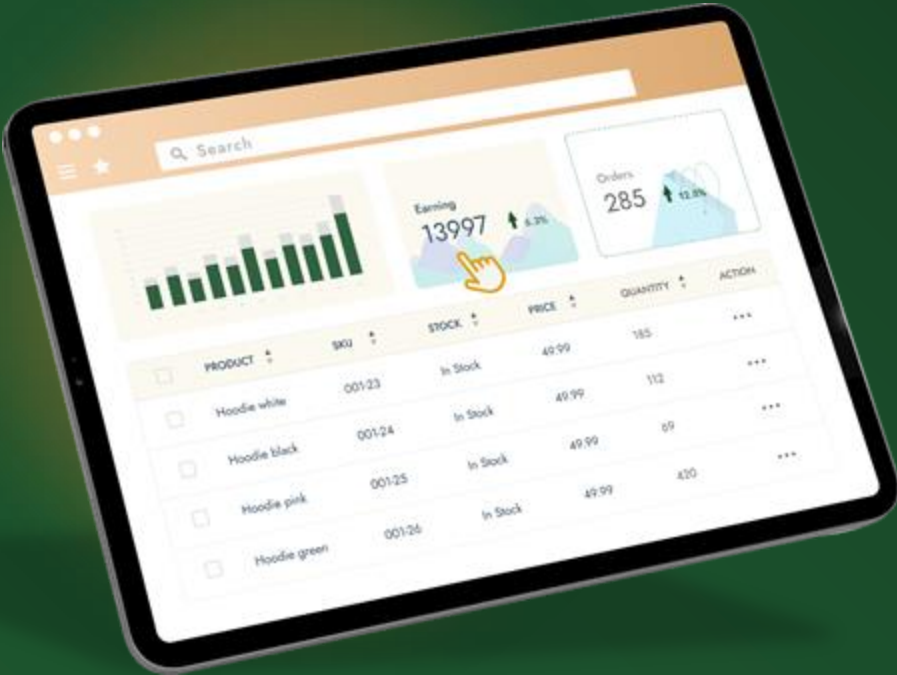 Search
Earning
13997 6.3%
Orders
285 12.5%
PRODUCT SKU STOCK PRICE QUANTITY ACTION
Hoodie white 001-23 In Stock 49.99 185
Hoodie black 001-24 In Stock 49.99 112
Hoodie pink 001-25 In Stock 49.99 69
Hoodie green 001-26 In Stock 49.99 420